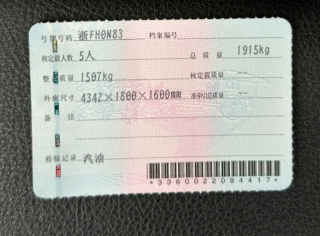 号牌号码 浙FH0N83 档案编号
核定载人数 5人 总质量 1915kg
整备质量 1507kg 核定载质量 --
外廓尺寸 4342×1800×1600mm 准牵引总质量 --
备注
检验记录 汽油
*3360022094417*